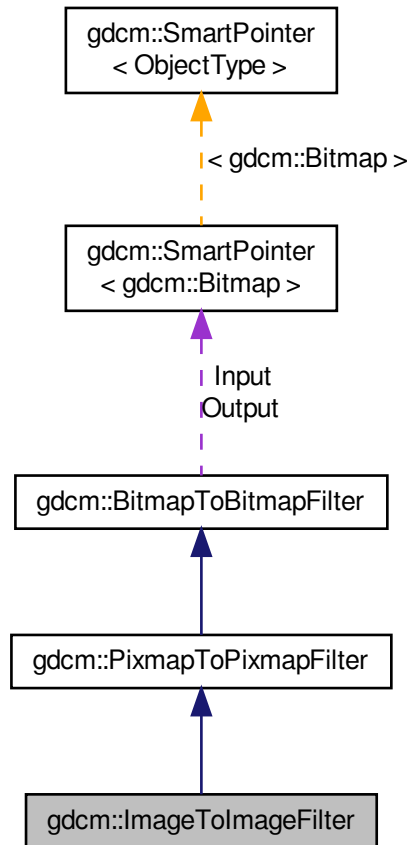 gdcm::SmartPointer
< ObjectType >
< gdcm::Bitmap >
gdcm::SmartPointer
< gdcm::Bitmap >
Input
Output
gdcm::BitmapToBitmapFilter
gdcm::PixmapToPixmapFilter
gdcm::ImageToImageFilter